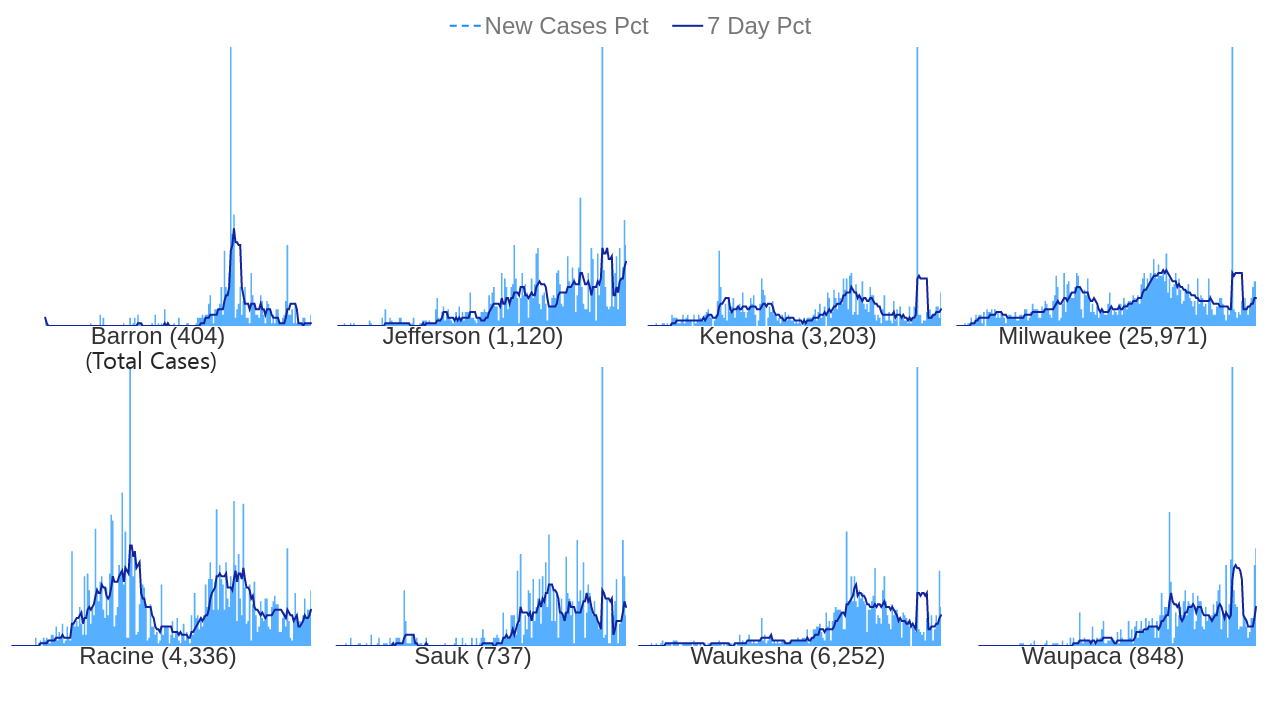 New Cases Pct 7 Day Pct
Barron (404) Jefferson (1,120) Kenosha (3,203) Milwaukee (25,971)
(Total Cases)
Racine (4,336) Sauk (737) Waukesha (6,252) Waupaca (848)